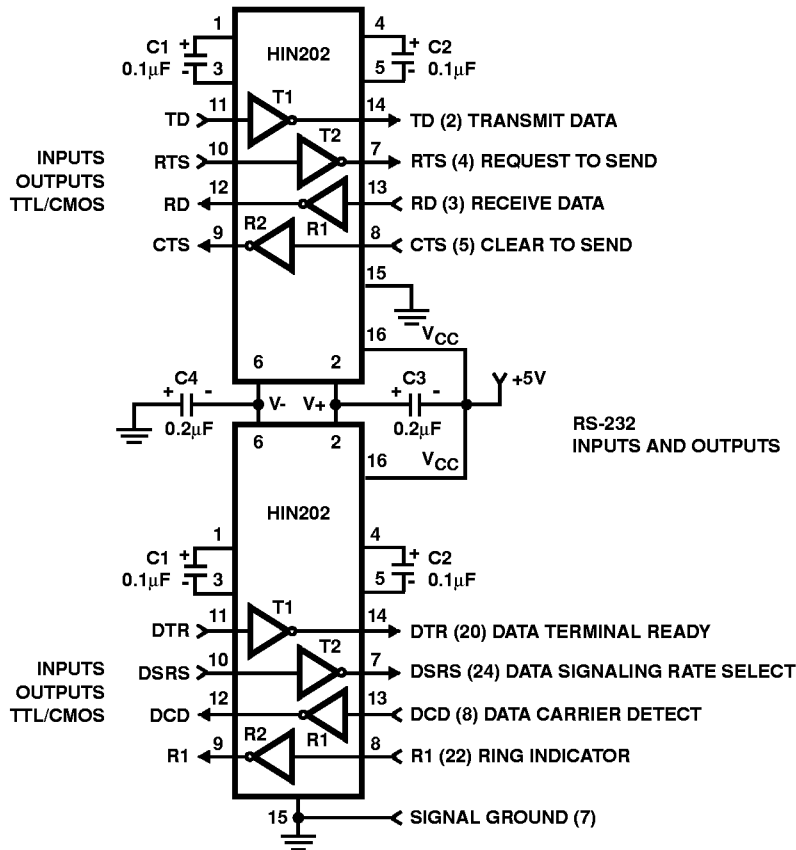 1 HIN202 4
C1 + + C2
0.1µF - 3 5 - 0.1µF
11 T1 14
TD TD (2) TRANSMIT DATA
10 T2 7
INPUTS
OUTPUTS
TTL/CMOS
RTS RTS (4) REQUEST TO SEND
12 13
RD R1 RD (3) RECEIVE DATA
9 R2 8
CTS CTS (5) CLEAR TO SEND
15
16 VCC
6 2
C4 C3 +5V
+ - V- V+ + -
0.2µF 0.2µF
RS-232
INPUTS AND OUTPUTS
6 2
16 VCC
HIN202
1 4
C1 + + C2
0.1µF - 3 5 - 0.1µF
11 T1 14
DTR DTR (20) DATA TERMINAL READY
10 T2 7
INPUTS
OUTPUTS
TTL/CMOS
DSRS DSRS (24) DATA SIGNALING RATE SELECT
12 13
DCD R1 DCD (8) DATA CARRIER DETECT
9 R2 8
R1 R1 (22) RING INDICATOR
15 SIGNAL GROUND (7)